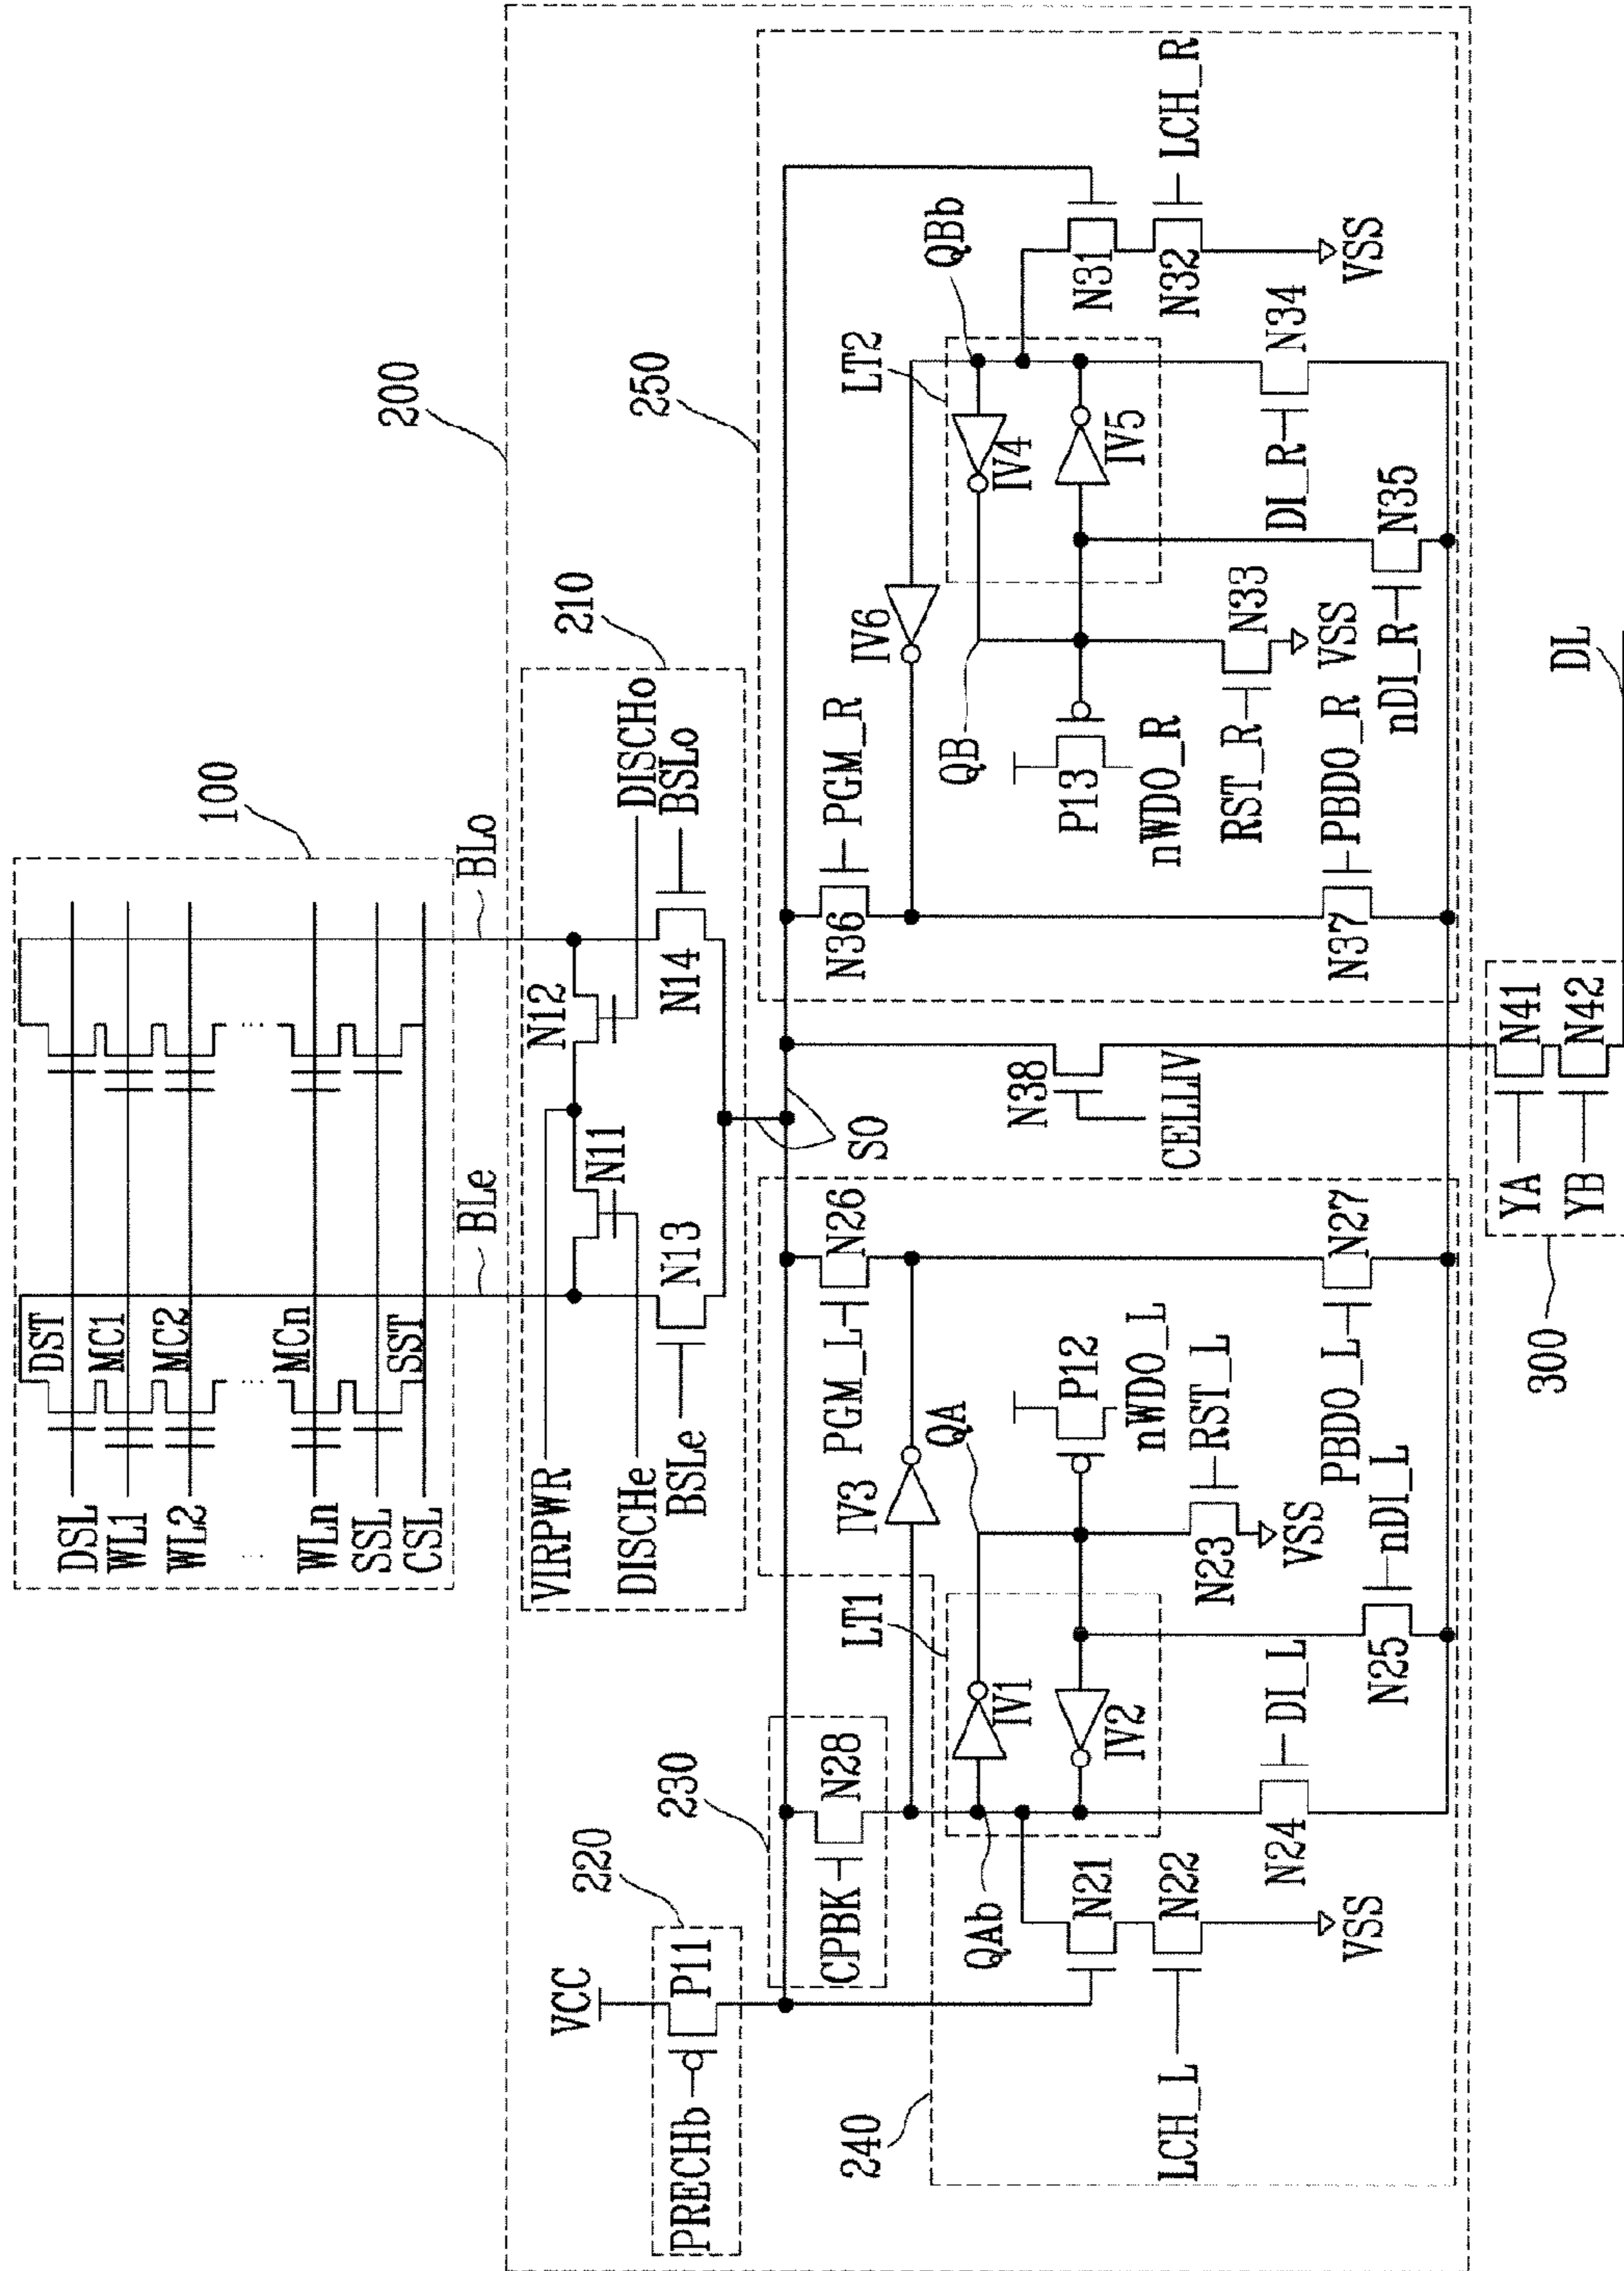 100
DSL
WL1
WL2
...
WLn
SSL
CSL
DST
MC1
MC2
...
MCn
SST
...
BLe
BLo
200
210
VIRPWR
DISCHe
BSLe
N11
N12
N13
N14
DISCHo
BSLo
220
VCC
PRECHb
P11
230
CPBK
N28
SO
240
PGM_L
N26
IV3
LT1
QA
QAb
IV1
IV2
P12
nWDO_L
RST_L
N23
VSS
N21
N22
LCH_L
VSS
N24
DI_L
N25
nDI_L
PBDO_L
N27
N38
CELLIV
250
N36
PGM_R
IV6
LT2
QB
QBb
IV4
IV5
P13
nWDO_R
RST_R
N33
VSS
N31
N32
LCH_R
VSS
DI_R
N34
nDI_R
N35
N37
PBDO_R
300
YA
YB
N41
N42
DL